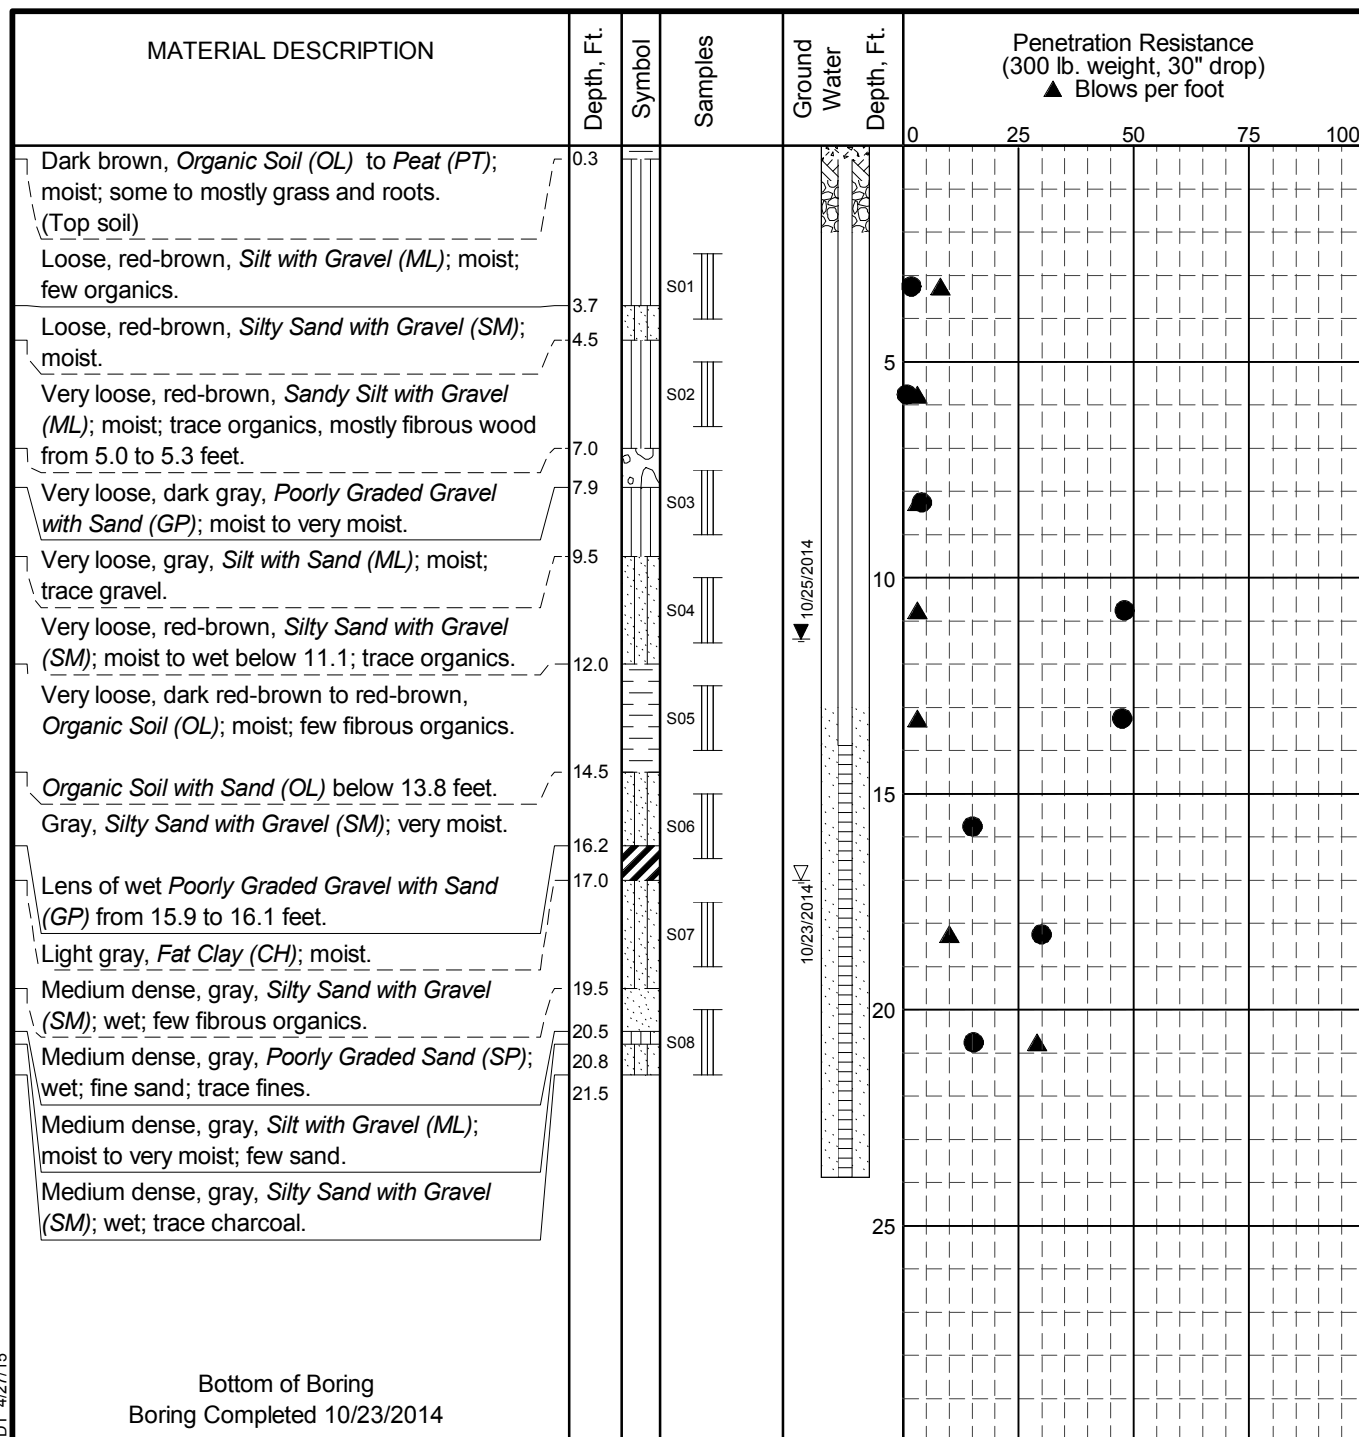 MATERIAL DESCRIPTION
Depth, Ft.
Symbol
Samples
Ground
Water
Depth, Ft.
Penetration Resistance
(300 lb. weight, 30" drop)
▲ Blows per foot
0 25 50 75 100
Dark brown, Organic Soil (OL) to Peat (PT);
moist; some to mostly grass and roots.
(Top soil)
0.3
Loose, red-brown, Silt with Gravel (ML); moist;
few organics.
S01
3.7
Loose, red-brown, Silty Sand with Gravel (SM);
moist.
4.5
5
Very loose, red-brown, Sandy Silt with Gravel
(ML); moist; trace organics, mostly fibrous wood
from 5.0 to 5.3 feet.
S02
7.0
Very loose, dark gray, Poorly Graded Gravel
with Sand (GP); moist to very moist.
7.9
S03
Very loose, gray, Silt with Sand (ML); moist;
trace gravel.
9.5
10
10/25/2014
S04
Very loose, red-brown, Silty Sand with Gravel
(SM); moist to wet below 11.1; trace organics.
12.0
Very loose, dark red-brown to red-brown,
Organic Soil (OL); moist; few fibrous organics.
S05
Organic Soil with Sand (OL) below 13.8 feet.
14.5
15
Gray, Silty Sand with Gravel (SM); very moist.
S06
16.2
Lens of wet Poorly Graded Gravel with Sand
(GP) from 15.9 to 16.1 feet.
17.0
10/23/2014
Light gray, Fat Clay (CH); moist.
S07
Medium dense, gray, Silty Sand with Gravel
(SM); wet; few fibrous organics.
19.5
20
20.5
S08
Medium dense, gray, Poorly Graded Sand (SP);
wet; fine sand; trace fines.
20.8
21.5
Medium dense, gray, Silt with Gravel (ML);
moist to very moist; few sand.
Medium dense, gray, Silty Sand with Gravel
(SM); wet; trace charcoal.
25
Bottom of Boring
Boring Completed 10/23/2014
4/27/15